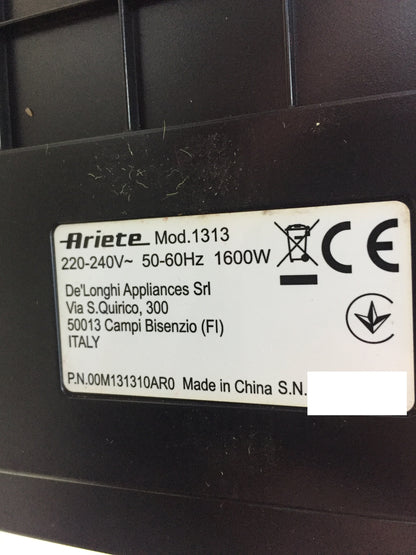 Ariete Mod.1313
220-240V~ 50-60Hz 1600W
CE
De'Longhi Appliances Srl
Via S.Quirico, 300
50013 Campi Bisenzio (FI)
ITALY
P.N.00M131310AR0 Made in China S.N.